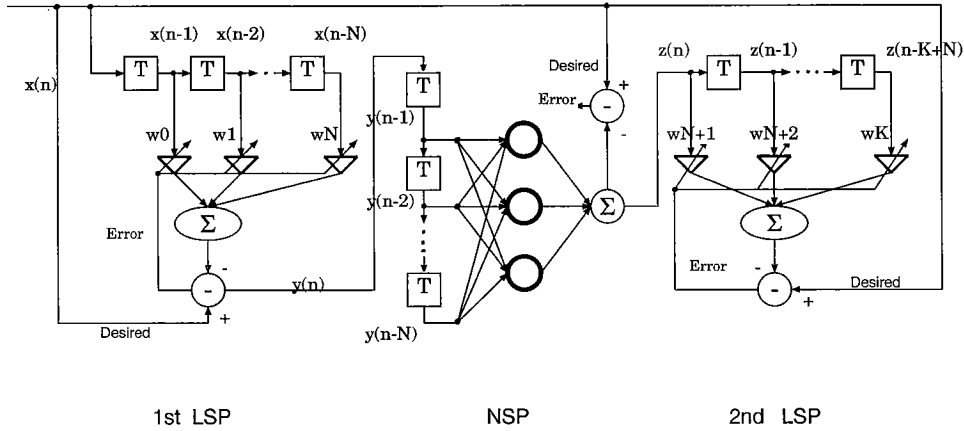 x(n-1) x(n-2) x(n-N)
x(n)
T T T
w0 w1 wN
Σ
Error
-
-
+
Desired
y(n)
T
y(n-1)
T
y(n-2)
T
y(n-N)
Desired
+
Error
-
-
Σ
z(n) z(n-1) z(n-K+N)
T T
wN+1 wN+2 wK
Σ
Error
-
-
+
Desired
1st LSP NSP 2nd LSP